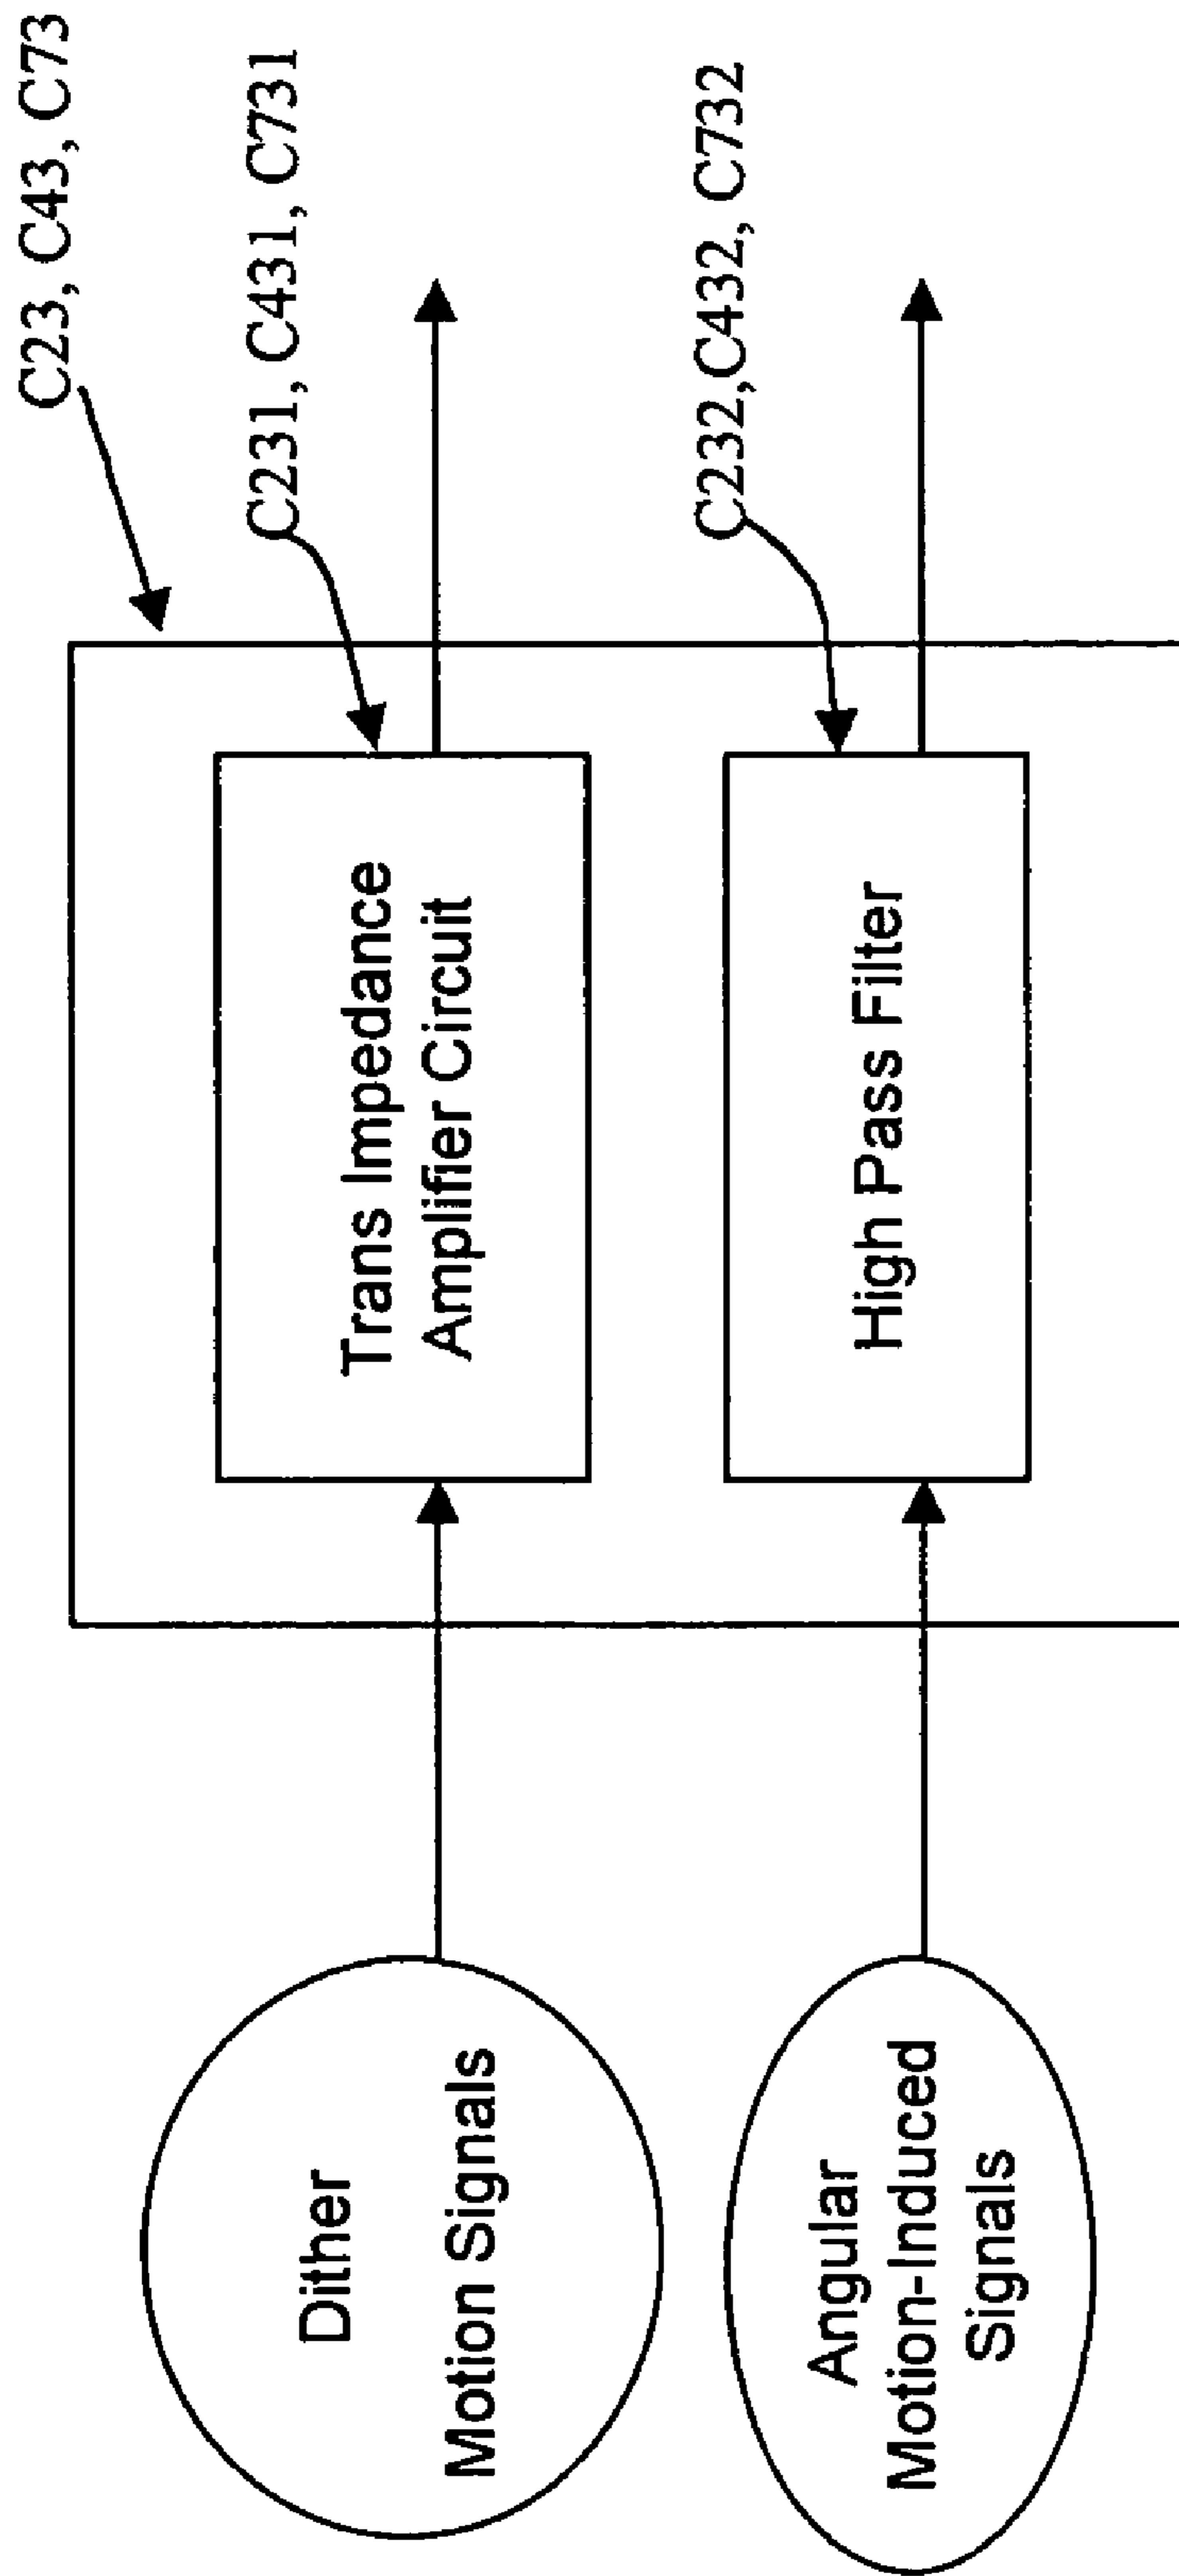 C23, C43, C73
C231, C431, C731
C232,C432, C732
Dither
Motion Signals
Trans Impedance
Amplifier Circuit
Angular
Motion-Induced
Signals
High Pass Filter